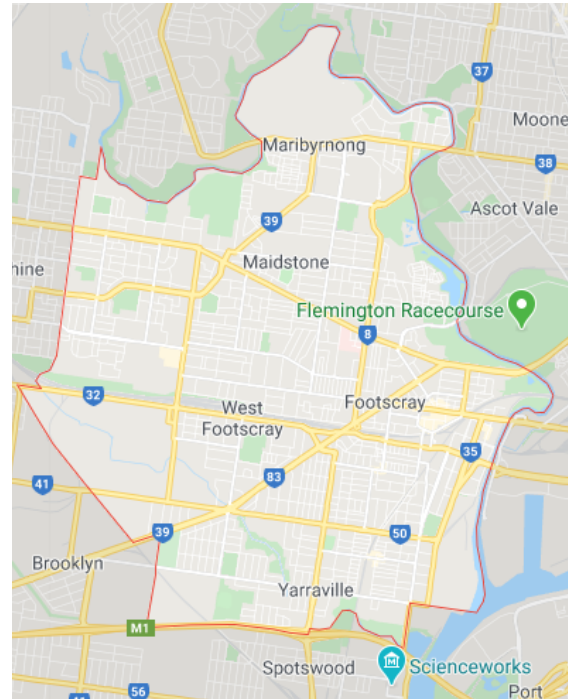 37
Moone
Maribyrnong
38
Ascot Vale
39
Maidstone
hine
Flemington Racecourse
8
32
West
Footscray
Footscray
35
83
41
39
50
Brooklyn
Yarraville
M1
Spotswood
Scienceworks
56
Port